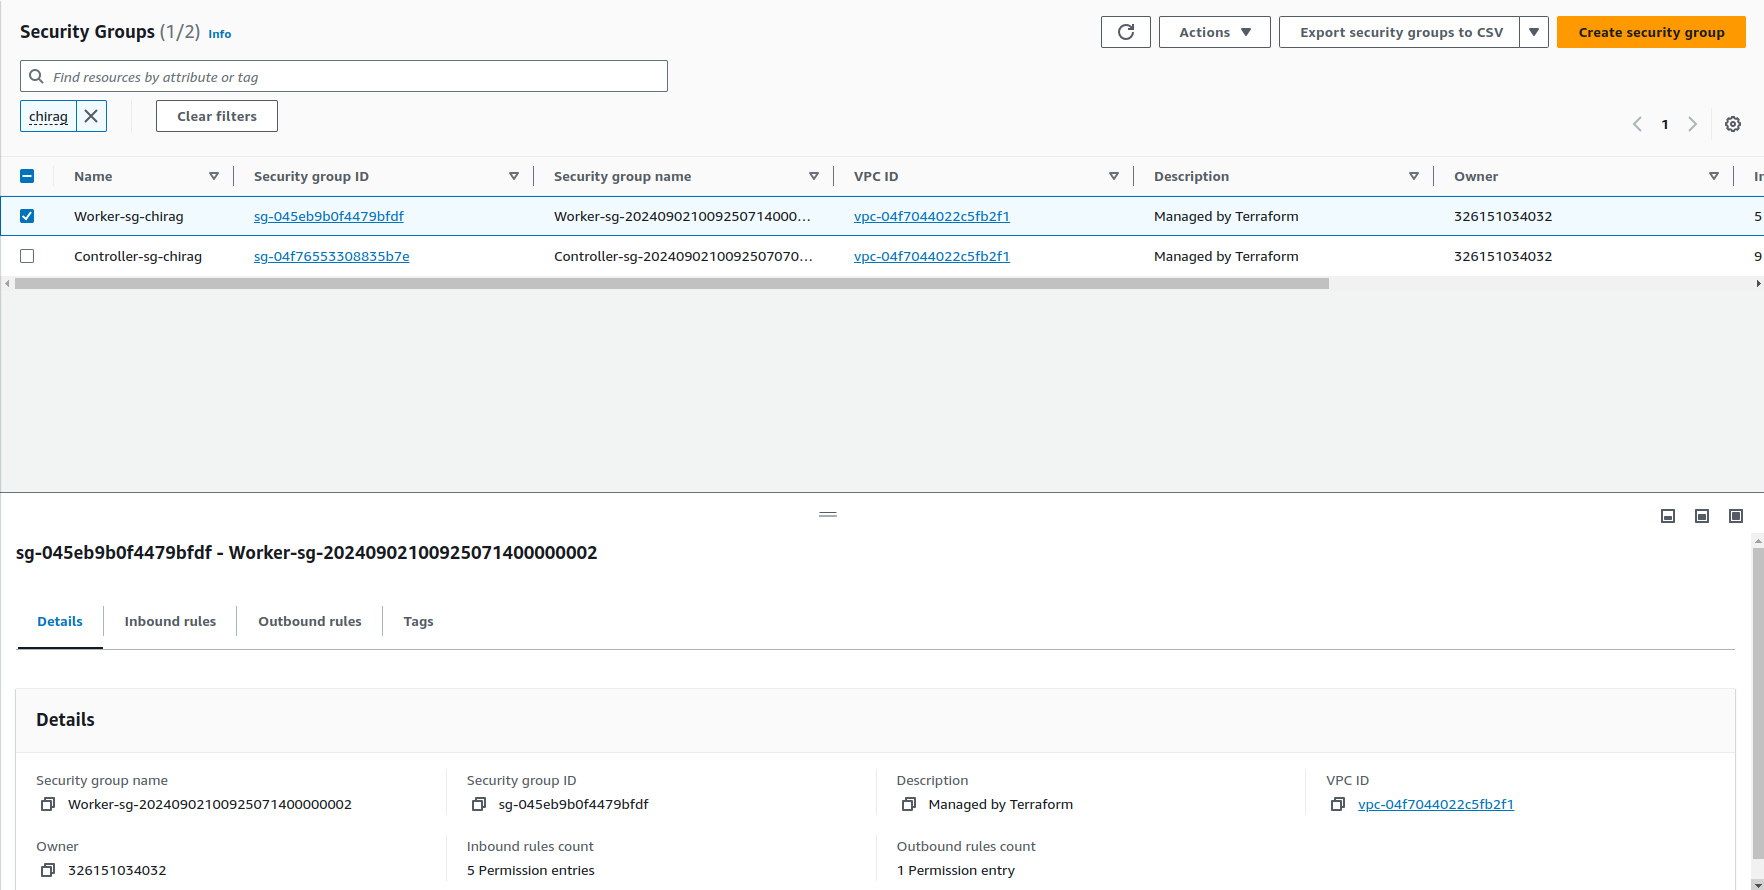 Security Groups (1/2) Info
Actions
Export security groups to CSV
Create security group
Find resources by attribute or tag
chirag
Clear filters
1
Name Security group ID Security group name VPC ID Description Owner
Worker-sg-chirag sg-045eb9b0f4479bfdf Worker-sg-202409021009250714000... vpc-04f7044022c5fb2f1 Managed by Terraform 326151034032 5
Controller-sg-chirag sg-04f76553308835b7e Controller-sg-2024090210092507070... vpc-04f7044022c5fb2f1 Managed by Terraform 326151034032 9
sg-045eb9b0f4479bfdf - Worker-sg-20240902100925071400000002
Details Inbound rules Outbound rules Tags
Details
Security group name Security group ID Description VPC ID
Worker-sg-20240902100925071400000002 sg-045eb9b0f4479bfdf Managed by Terraform vpc-04f7044022c5fb2f1
Owner Inbound rules count Outbound rules count
326151034032 5 Permission entries 1 Permission entry